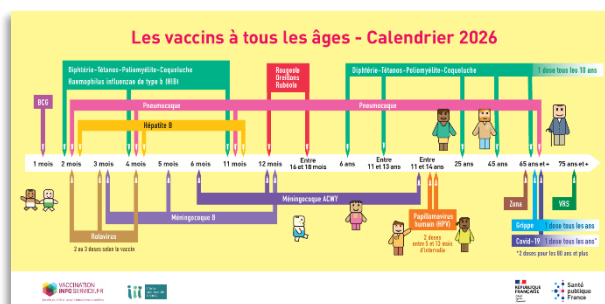 Les vaccins à tous les âges - Calendrier 2026
Diphtérie-Tétanos-Poliomyélite-Coqueluche
Haemophilus influenzae de type b (HIB)
Rougeole
Oreillons
Rubéole
Diphtérie-Tétanos-Poliomyélite-Coqueluche
1 dose tous les 10 ans
BCG
Pneumocoque
Pneumocoque
Hépatite B
1 mois
2 mois
3 mois
4 mois
5 mois
6 mois
11 mois
12 mois
Entre
16 et 18 mois
6 ans
Entre
11 et 13 ans
Entre
11 et 14 ans
25 ans
45 ans
65 ans et +
75 ans et +
Méningocoque ACWY
Méningocoque B
Rotavirus
2 ou 3 doses selon le vaccin
Papillomavirus
humain (HPV)
2 doses
entre 5 et 13 mois
d'intervalle
Zona
VRS
Grippe
1 dose tous les ans
Covid-19
1 dose tous les ans*
*2 doses pour les 80 ans et plus
VACCINATION
INFO SERVICE.FR
RÉPUBLIQUE
FRANÇAISE
Santé
publique
France